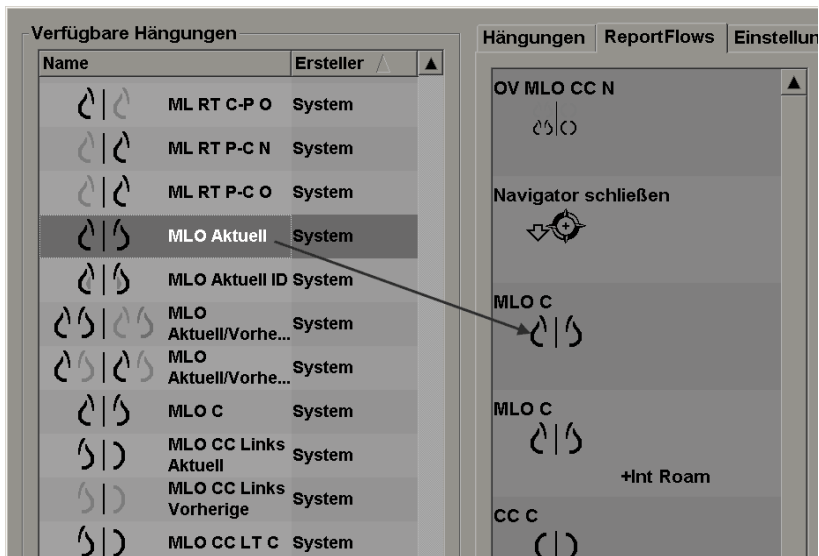 Verfügbare Hängungen
Name Ersteller
ML RT C-P O System
ML RT P-C N System
ML RT P-C O System
MLO Aktuell System
MLO Aktuell ID System
MLO
Aktuell/Vorhe... System
MLO
Aktuell/Vorhe... System
MLO C System
MLO CC Links
Aktuell System
MLO CC Links
Vorherige System
MLO CC LT C System
Hängungen ReportFlows Einstellun
OV MLO CC N
Navigator schließen
MLO C
MLO C
+Int Roam
CC C